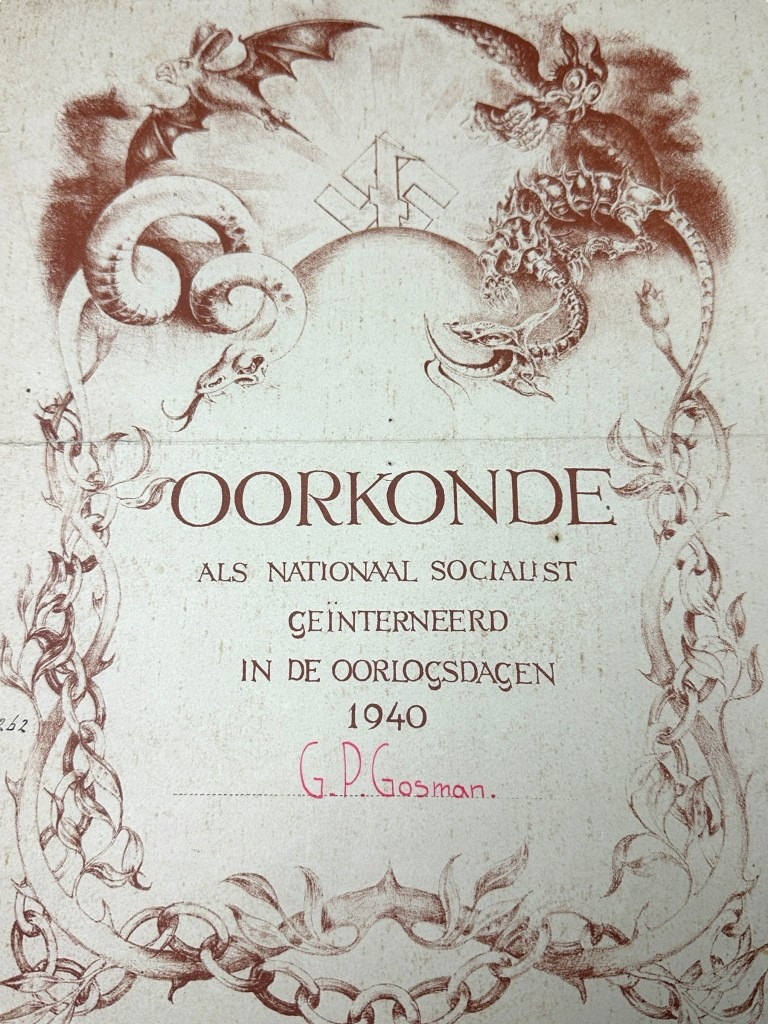 OORKONDE
ALS NATIONAAL SOCIALIST
GEÏNTERNEERD
IN DE OORLOGSDAGEN
1940
G.P. Gosman.